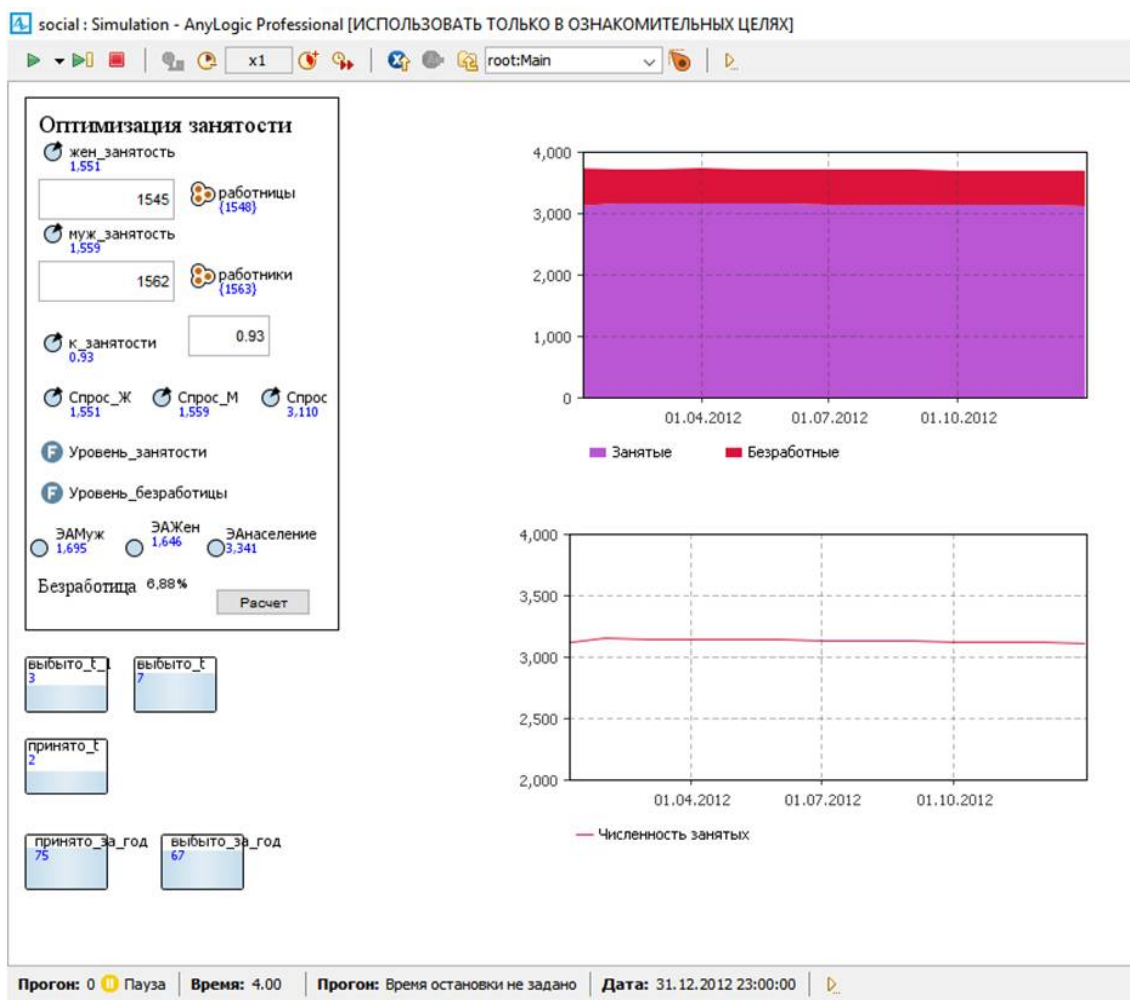 social : Simulation - AnyLogic Professional [ИСПОЛЬЗОВАТЬ ТОЛЬКО В ОЗНАКОМИТЕЛЬНЫХ ЦЕЛЯХ]
x1 root:Main
Оптимизация занятости
жен_занятость
1,551
1545 работницы
{1548}
муж_занятость
1,559
1562 работники
{1563}
к_занятости 0.93
0.93
Спрос_Ж Спрос_М Спрос
1,551 1,559 3,110
Уровень_занятости
Уровень_безработицы
ЭАМуж ЭАЖен ЭАнаселение
1,695 1,646 3,341
Безработица 6,88%
Расчет
выбыто_t_1 выбыто_t
3 7
принято_t
2
принято_за_год выбыто_за_год
75 67
4,000
3,000
2,000
1,000
0
01.04.2012 01.07.2012 01.10.2012
Занятые Безработные
4,000
3,500
3,000
2,500
2,000
01.04.2012 01.07.2012 01.10.2012
Численность занятых
Прогон: 0 Пауза Время: 4.00 Прогон: Время остановки не задано Дата: 31.12.2012 23:00:00